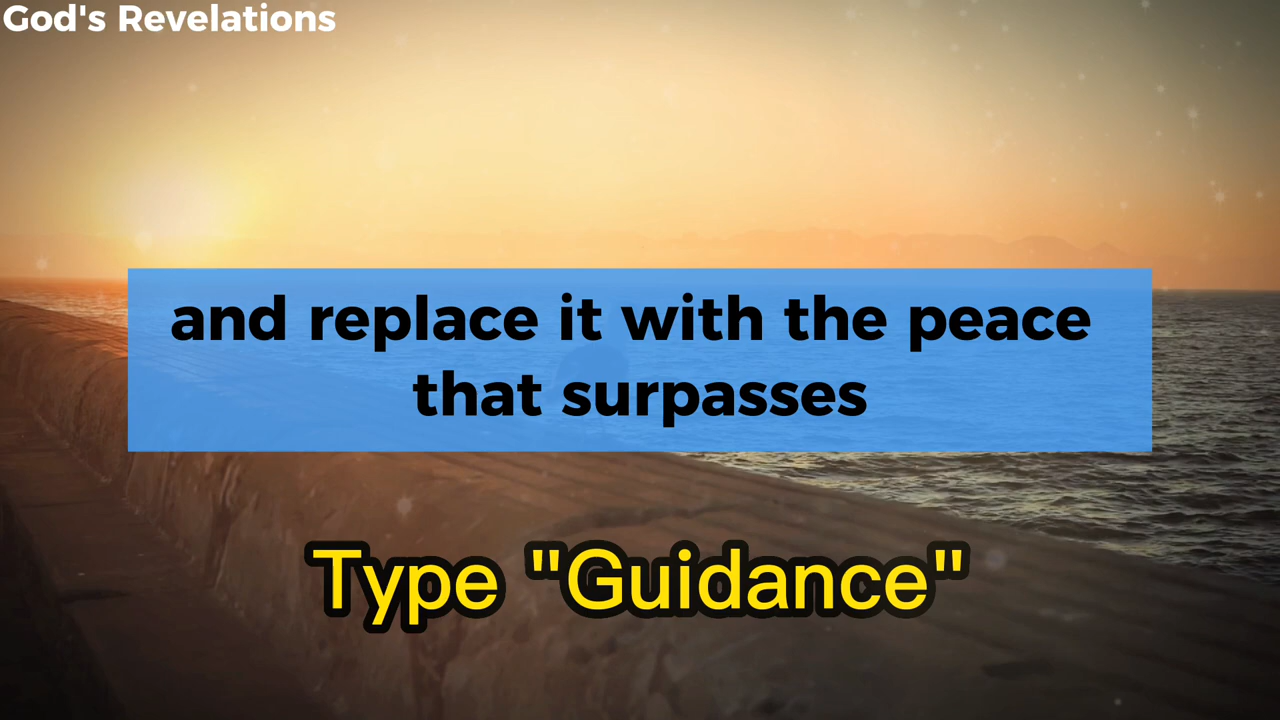 God's Revelations
and replace it with the peace
that surpasses
Type "Guidance"